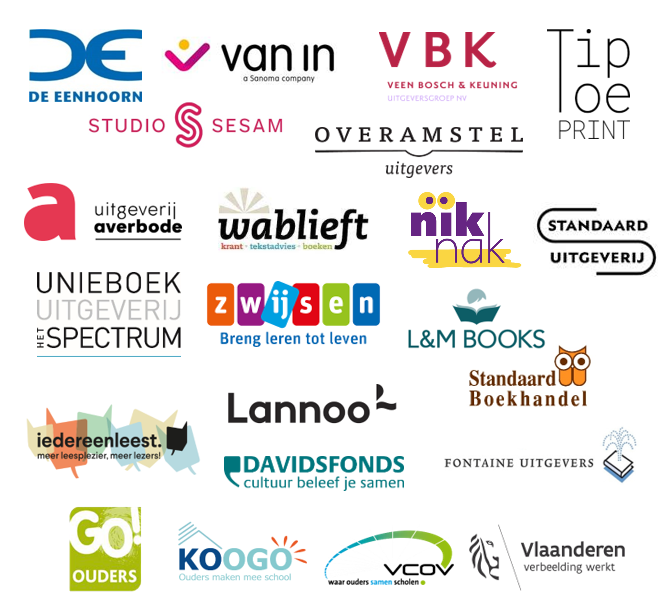 DE EENHOORN
van in
a Sanoma company
VBK
VEEN BOSCH & KEUNING
UITGEVERSGROEP NV
Tip
Toe
PRINT
STUDIO S SESAM
OVERAMSTEL
uitgevers
a
uitgeverij
averbode
wablieft
krant • tekstadvies • boeken
nïk
nak
STANDAARD
UITGEVERIJ
UNIEBOEK
UITGEVERIJ
HET SPECTRUM
zwijsen
Breng leren tot leven
L&M BOOKS
Standaard
Boekhandel
Lannoo
iedereenleest.
meer leesplezier, meer lezers!
DAVIDSFONDS
cultuur beleef je samen
FONTAINE UITGEVERS
GO!
OUDERS
KOOGO
Ouders maken mee school
VCOV
waar ouders samen scholen
Vlaanderen
verbeelding werkt